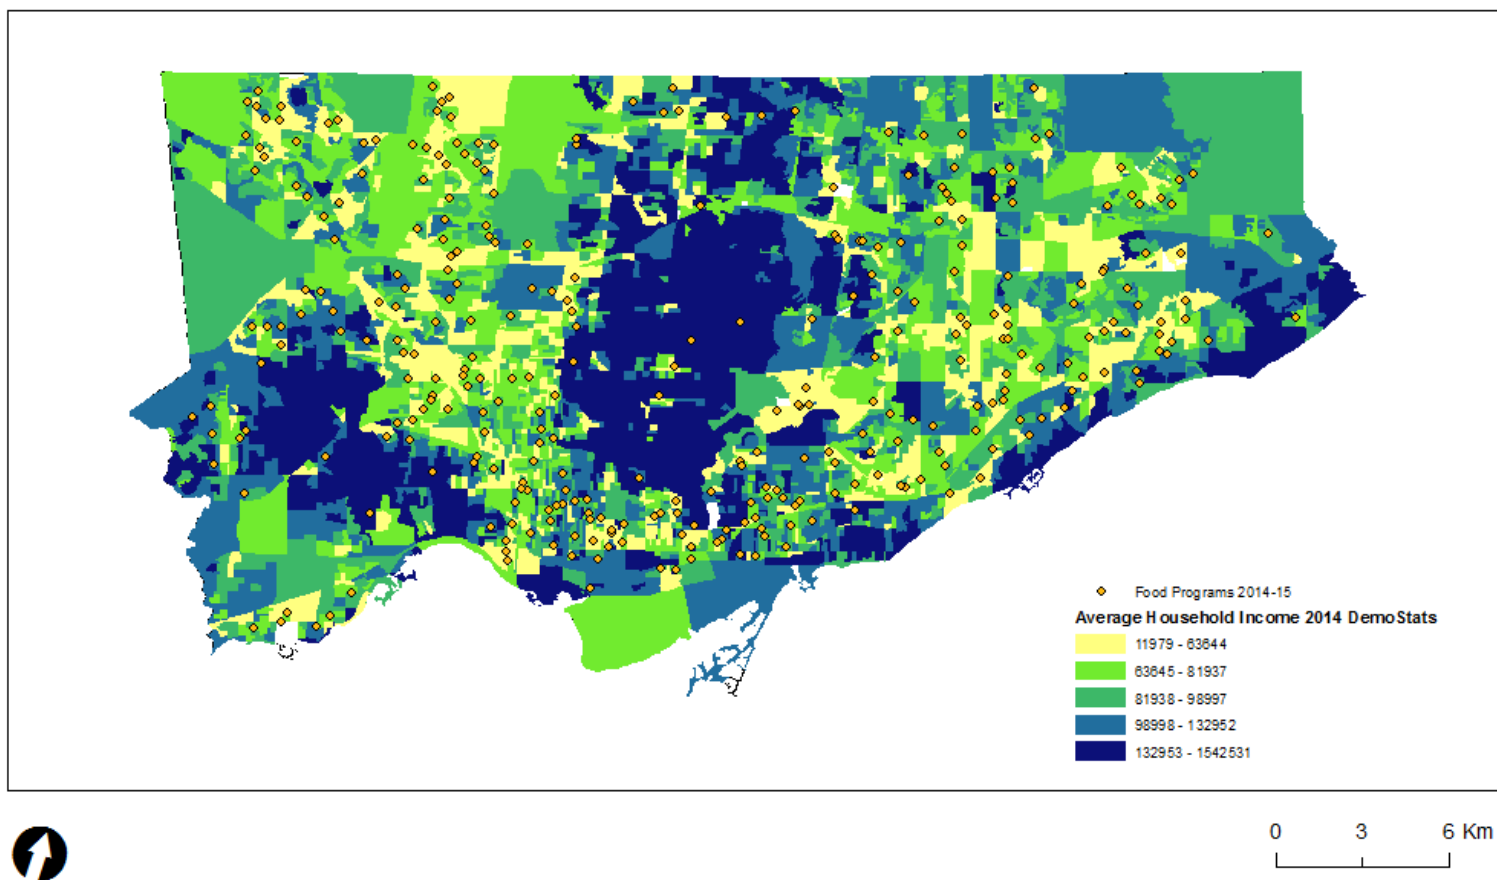 Food Programs 2014-15
Average Household Income 2014 DemoStats
11979 - 63644
63645 - 81937
81938 - 98997
98998 - 132952
132953 - 1542531
0 3 6 Km